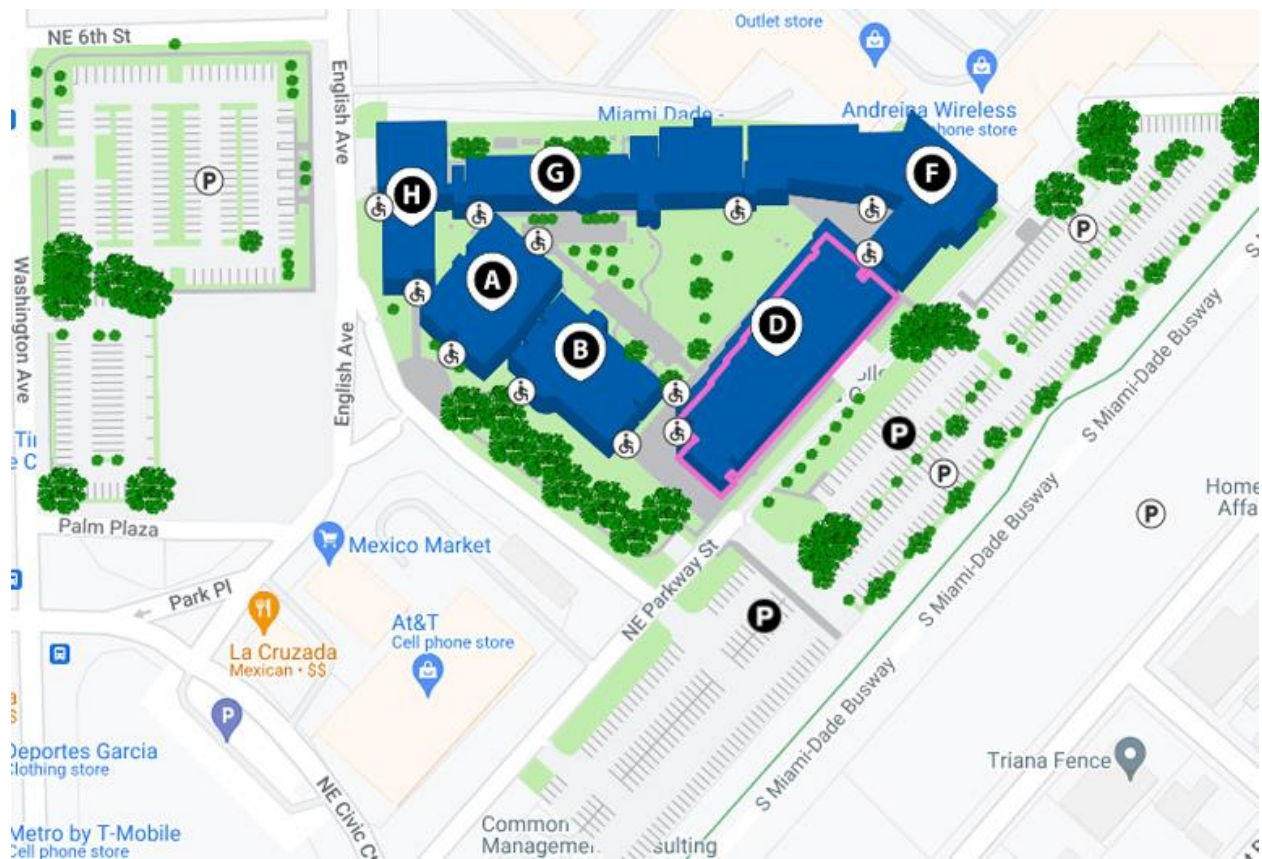 Outlet store
NE 6th St
English Ave
Andreina Wireless
phone store
Miami Dade -
H
G
F
P
P
A
D
B
Washington Ave
English Ave
S Miami-Dade Busway
P
P
P
Home
Affa
Palm Plaza
Mexico Market
S Miami-Dade Busway
Park Pl
NE Parkway St
P
At&T
Cell phone store
La Cruzada
Mexican • $$
S Miami-Dade Busway
P
Deportes Garcia
Clothing store
Triana Fence
NE Civic C
Metro by T-Mobile
Cell phone store
Common
Managemen
sulting